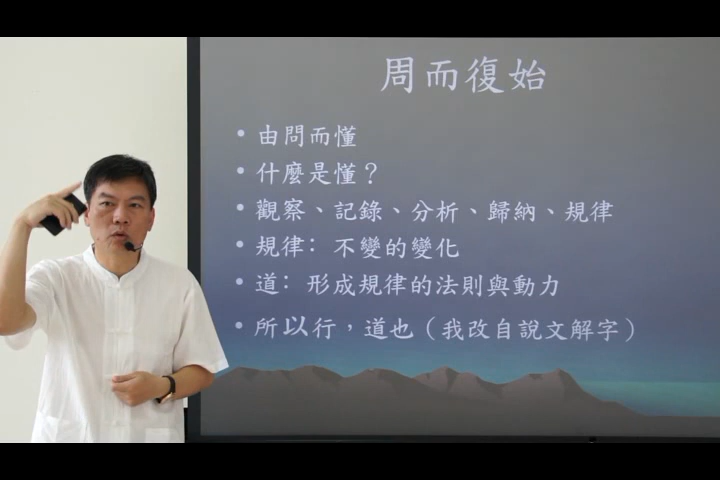 周而復始
• 由問而懂
• 什麼是懂？
• 觀察、記錄、分析、歸納、規律
• 規律：不變的變化
• 道：形成規律的法則與動力
• 所以行，道也（我改自說文解字）